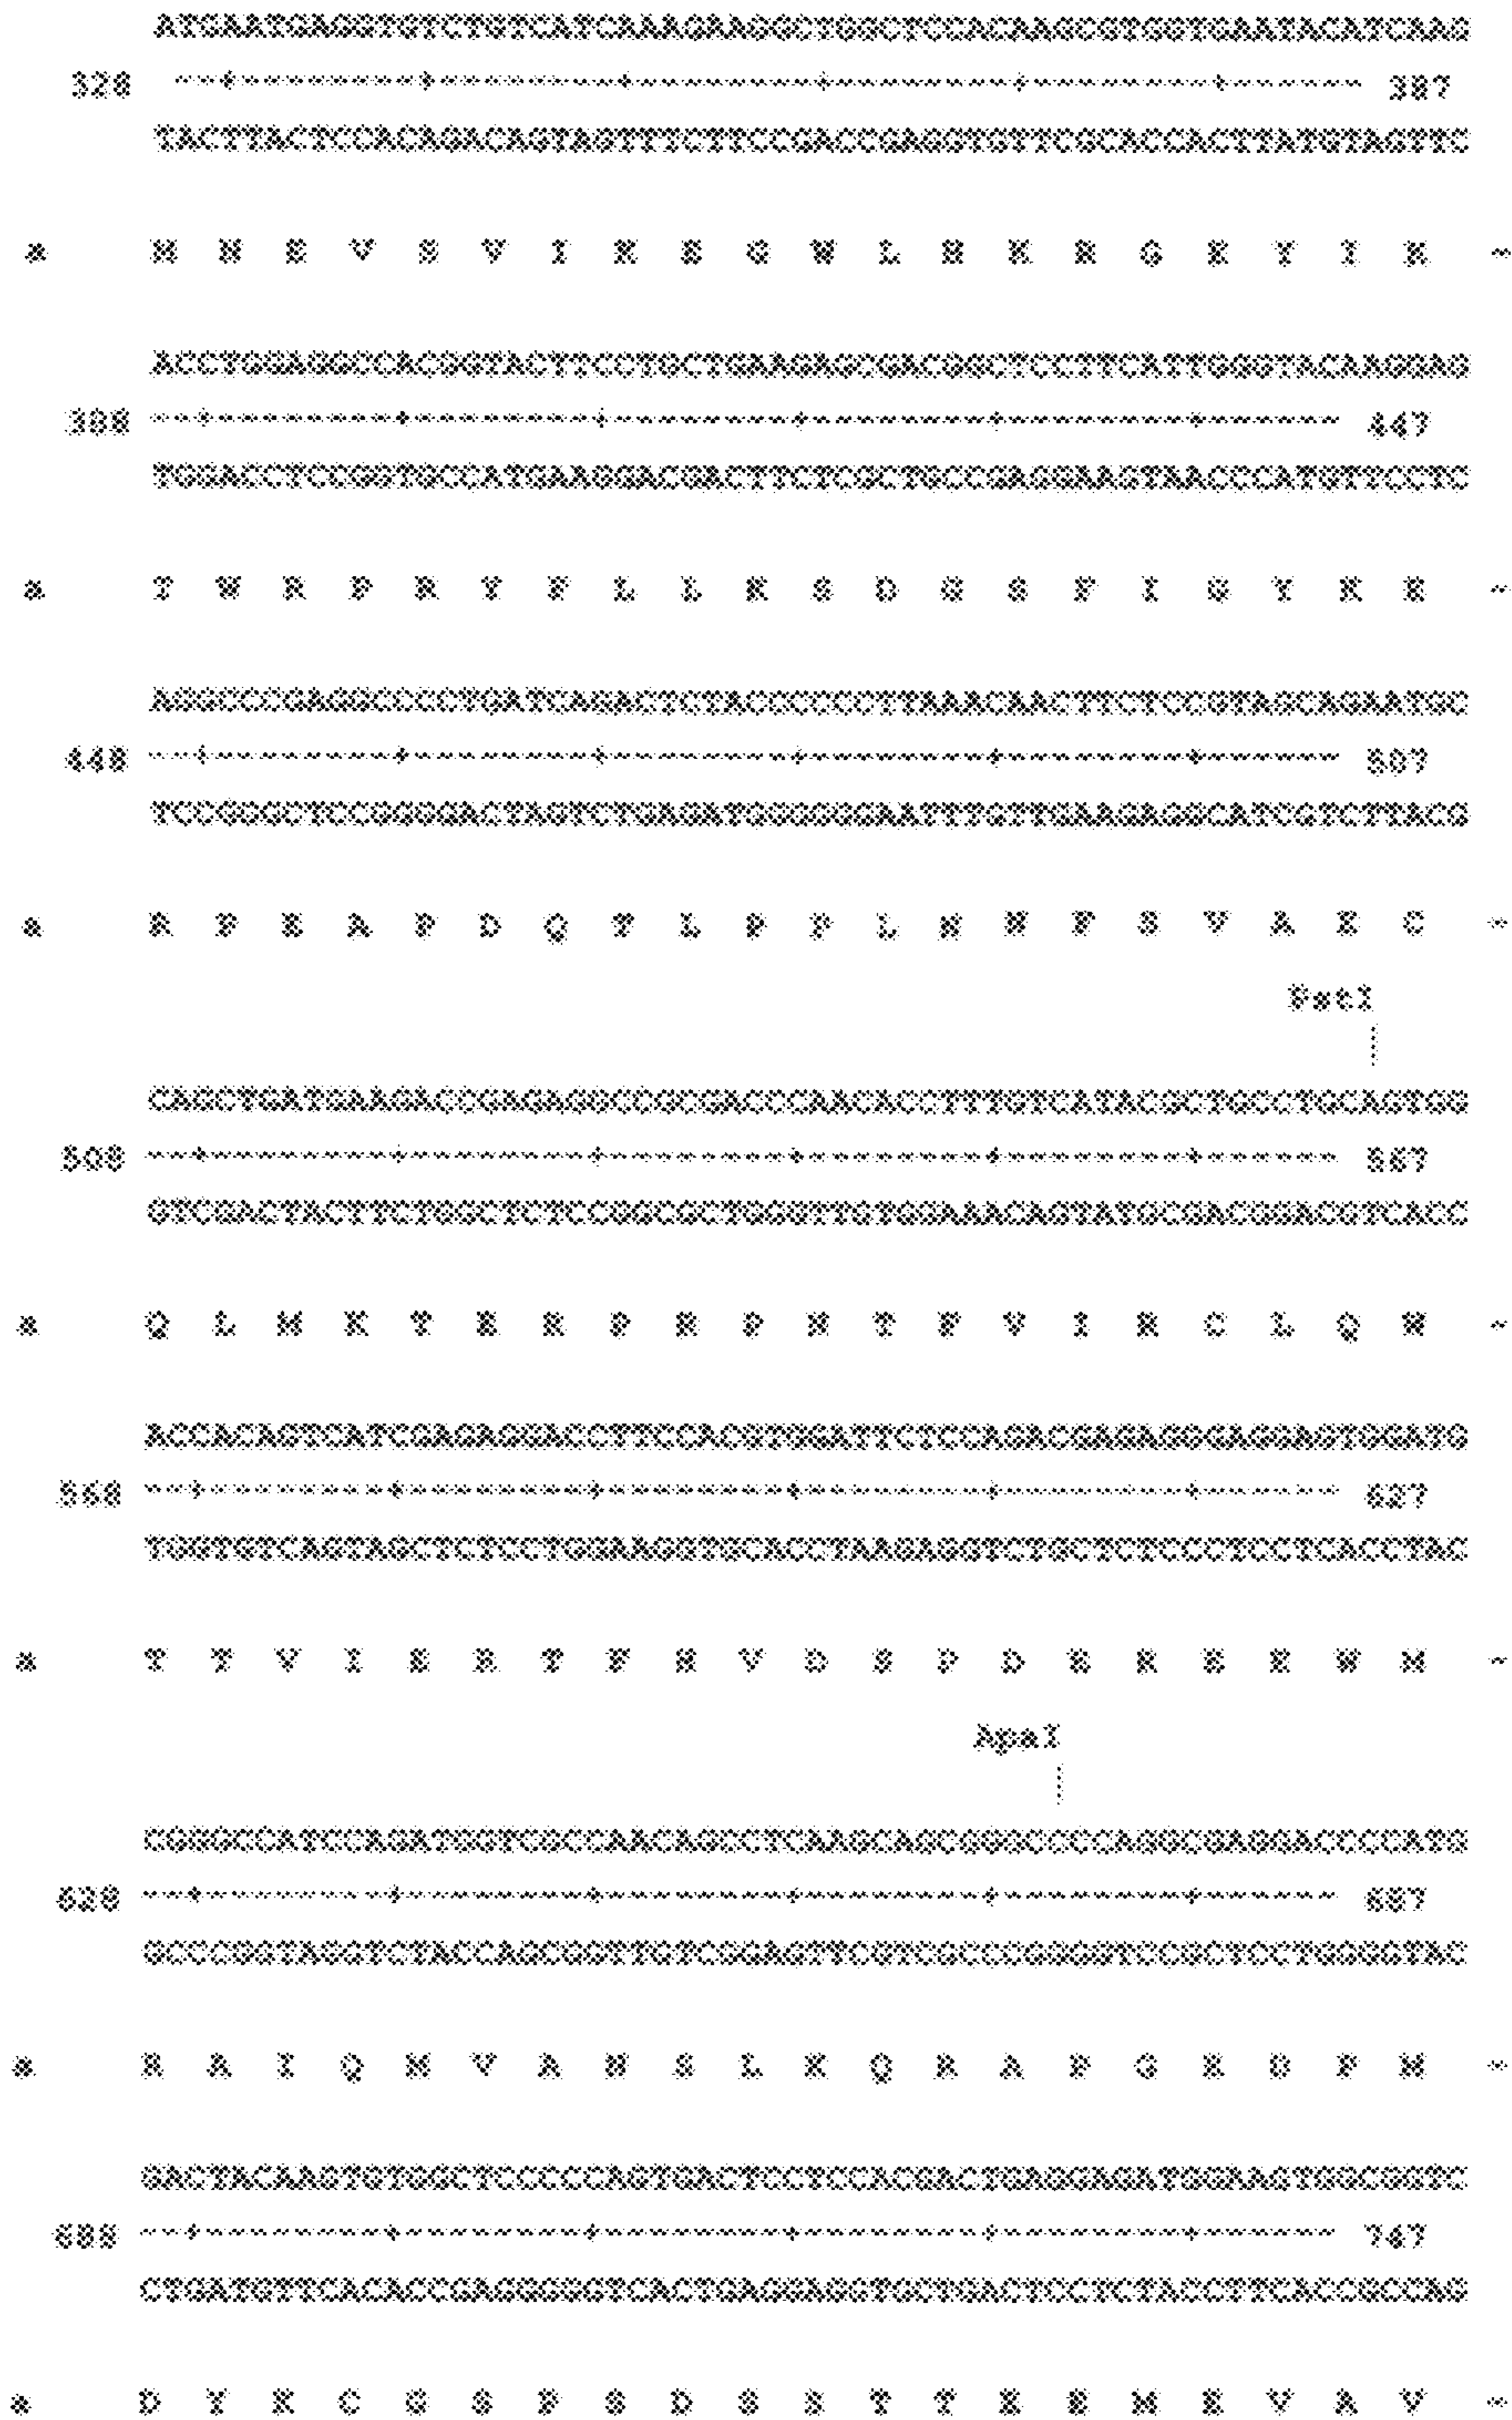 ATGAATGAGGTGTCTGTCATCAAAGAAGGCTGGCTCCACAAGCGTGGTGAATACATCAAG
328 --+---------+---------+---------+---------+---------+------- 387
TACTTACTCCACAGACAGTAGTTTCTTCCGACCGAGGTGTTCGCACCACTTATGTAGTTC
a M N E V S V I K E G W L H K R G E Y I K -
ACCTGGAGGCCACGGTACTTCCTGCTGAAGAGCGACGGCTCCTTCATTGGGTACAAGGAG
388 --+---------+---------+---------+---------+---------+------- 447
TGGACCTCCGGTGCCATGAAGGACGACTTCTCGCTGCCGAGGAAGTAACCCATGTTCCTC
a T W R P R Y F L L K S D G S F I G Y K E -
AGGCCCGAGGCCCCTGATCAGACTCTACCCCCCTTAAACAACTTCTCCGTAGCAGAATGC
448 --+---------+---------+---------+---------+---------+------- 507
TCCGGGCTCCGGGGACTAGTCTGAGATGGGGGGAATTTGTTGAAGAGGCATCGTCTTACG
a R P E A P D Q T L P P L N N F S V A E C -
PstI
CAGCTGATGAAGACCGAGAGGCCGCGACCCAACACCTTTGTCATACGCTGCCTGCAGTGG
508 --+---------+---------+---------+---------+---------+------- 567
GTCGACTACTTCTGGCTCTCCGGCGCTGGGTTGTGGAAACAGTATGCGACGGACGTCACC
a Q L M K T E R P R P N T F V I R C L Q W -
ACCACAGTCATCGAGAGGACCTTCCACGTGGATTCTCCAGACGAGAGGGAGGAGTGGATG
568 --+---------+---------+---------+---------+---------+------- 627
TGGTGTCAGTAGCTCTCCTGGAAGGTGCACCTAAGAGGTCTGCTCTCCCTCCTCACCTAC
a T T V I E R T F H V D S P D E R E E W M -
ApaI
CGGGCCATCCAGATGGTCGCCAACAGCCTCAAGCAGCGGGCCCCAGGCGAGGACCCCATG
628 --+---------+---------+---------+---------+---------+------- 687
GCCCGGTAGGTCTACCAGCGGTTGTCGGAGTTCGTCGCCCGGGGTCCGCTCCTGGGGTAC
a R A I Q M V A N S L K Q R A P G E D P M -
GACTACAAGTGTGGCTCCCCCAGTGACTCCTCCACGACTGAGGAGATGGAAGTGGCGGTC
688 --+---------+---------+---------+---------+---------+------- 747
CTGATGTTCACACCGAGGGGGTCACTGAGGAGGTGCTGACTCCTCTACCTTCACCGCCAG
a D Y K C G S P S D S S T T E E M E V A V -